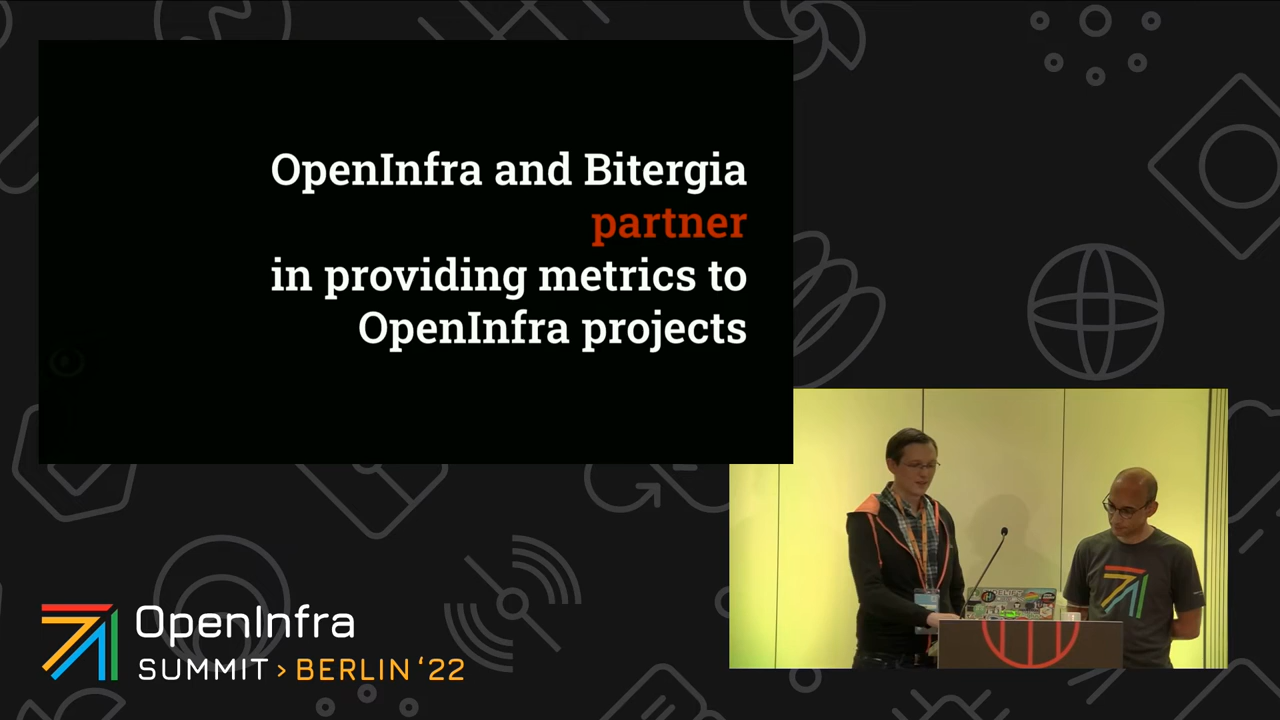 OpenInfra and Bitergia
partner
in providing metrics to
OpenInfra projects
OpenInfra
SUMMIT > BERLIN '22